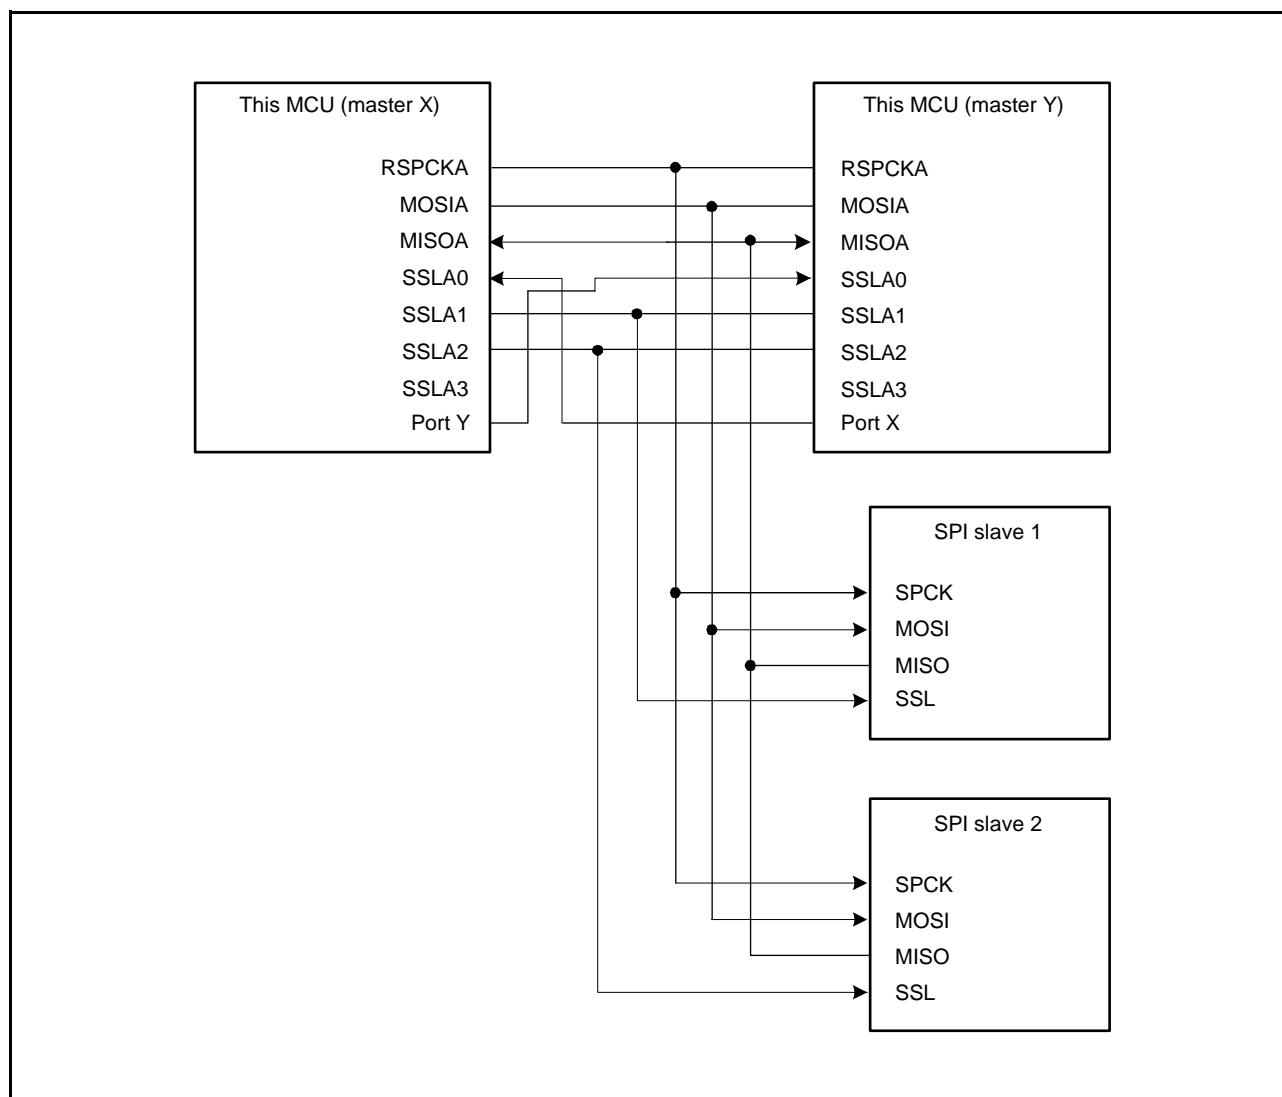 This MCU (master X)
RSPCKA
MOSIA
MISOA
SSLA0
SSLA1
SSLA2
SSLA3
Port Y
This MCU (master Y)
RSPCKA
MOSIA
MISOA
SSLA0
SSLA1
SSLA2
SSLA3
Port X
SPI slave 1
SPCK
MOSI
MISO
SSL
SPI slave 2
SPCK
MOSI
MISO
SSL